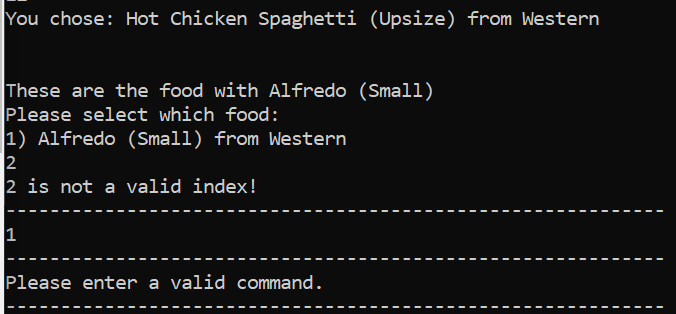 You chose: Hot Chicken Spaghetti (Upsize) from Western
These are the food with Alfredo (Small)
Please select which food:
1) Alfredo (Small) from Western
2
2 is not a valid index!
------------------------------------------------------------
1
------------------------------------------------------------
Please enter a valid command.
------------------------------------------------------------